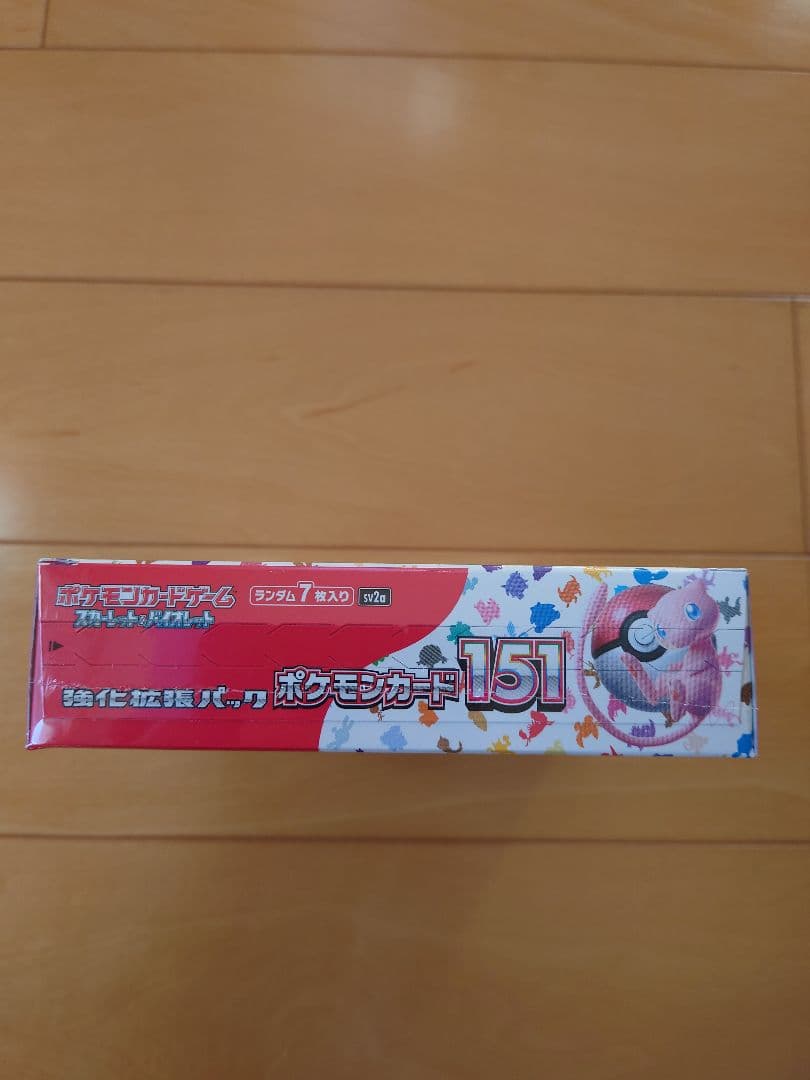 ポケモンカードゲーム
スカーレット&バイオレット
ランダム7枚入り sv2a
強化拡張パック ポケモンカード151